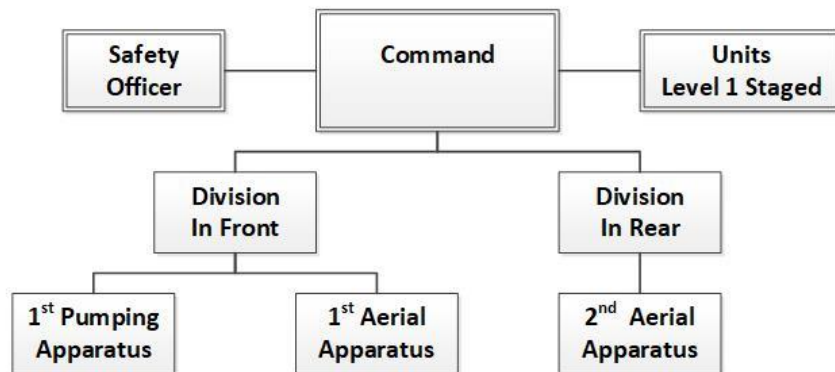 Safety
Officer
Command
Units
Level 1 Staged
Division
In Front
Division
In Rear
1st Pumping
Apparatus
1st Aerial
Apparatus
2nd Aerial
Apparatus